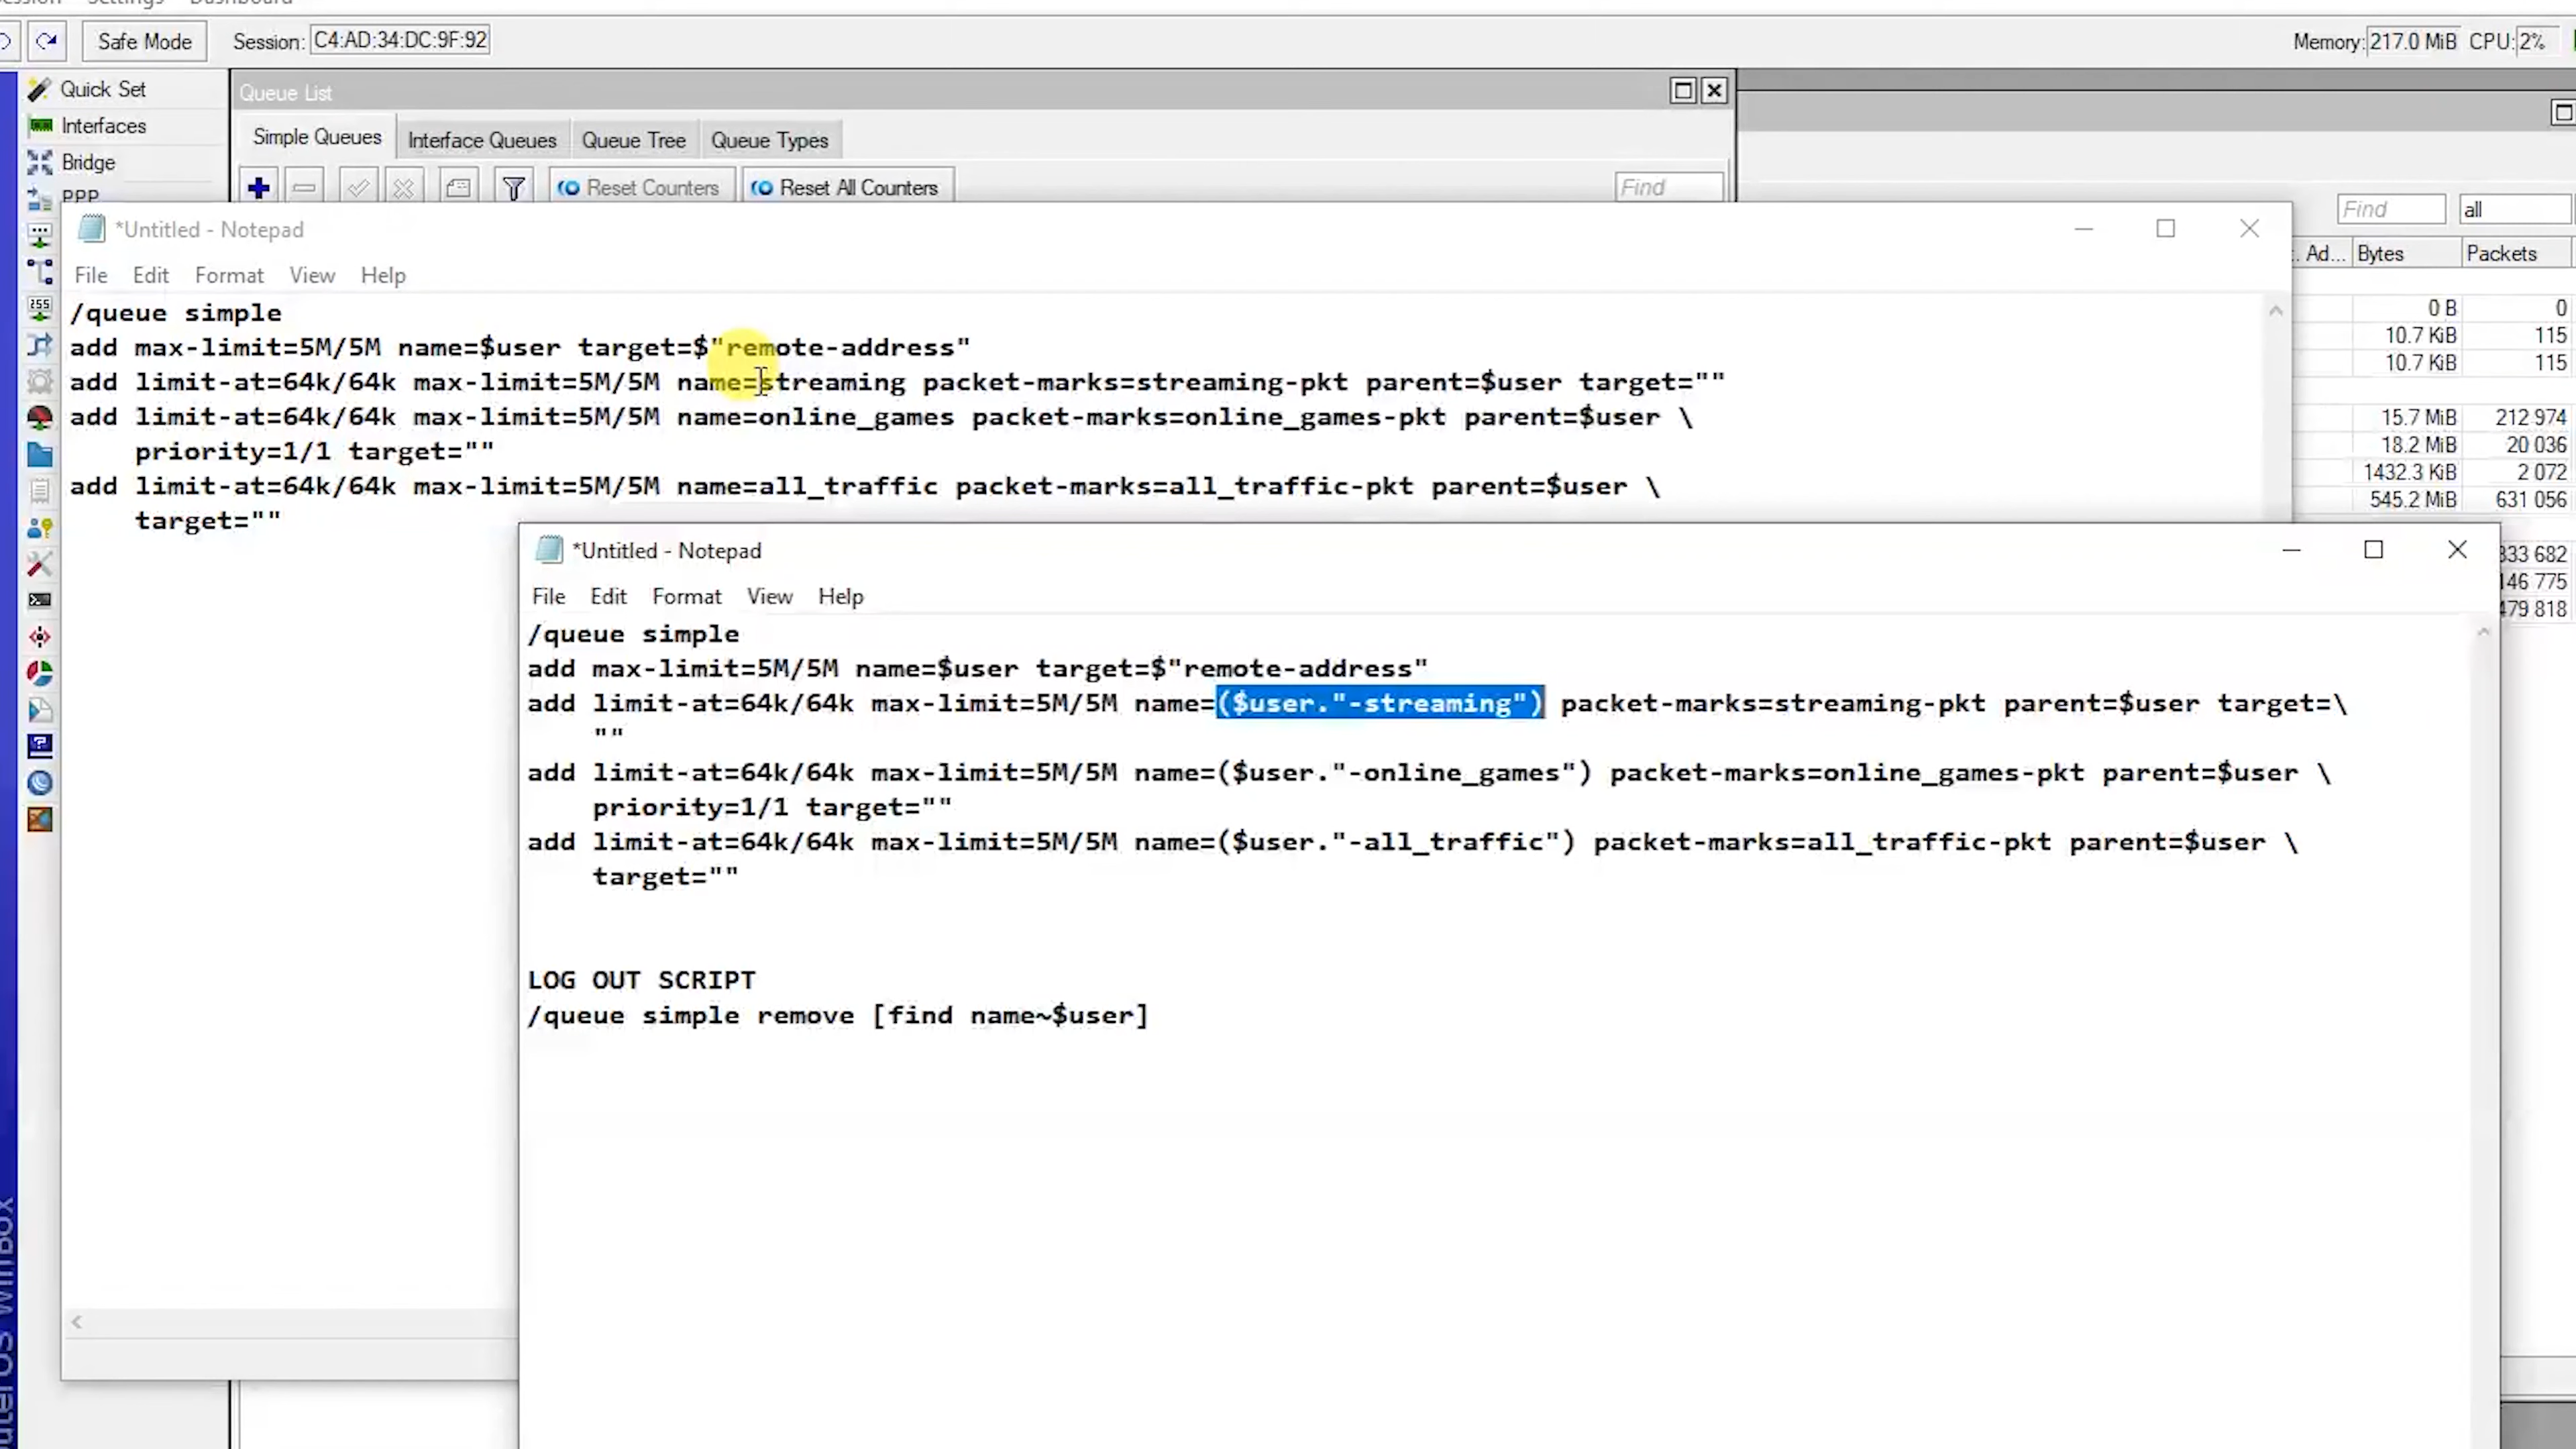 Settings Dashboard
Safe Mode Session: C4:AD:34:DC:9F:92 Memory: 217.0 MiB CPU: 2%
Quick Set
Interfaces
Bridge
PPP
Queue List
Simple Queues Interface Queues Queue Tree Queue Types
Reset Counters Reset All Counters Find
Find all
Ad... Bytes Packets
0 B 0
10.7 KiB 115
10.7 KiB 115
15.7 MiB 212 974
18.2 MiB 20 036
1432.3 KiB 2 072
545.2 MiB 631 056
333 682
146 775
479 818
*Untitled - Notepad
File Edit Format View Help
/queue simple
add max-limit=5M/5M name=$user target=$"remote-address"
add limit-at=64k/64k max-limit=5M/5M name=streaming packet-marks=streaming-pkt parent=$user target=""
add limit-at=64k/64k max-limit=5M/5M name=online_games packet-marks=online_games-pkt parent=$user \
priority=1/1 target=""
add limit-at=64k/64k max-limit=5M/5M name=all_traffic packet-marks=all_traffic-pkt parent=$user \
target=""
*Untitled - Notepad
File Edit Format View Help
/queue simple
add max-limit=5M/5M name=$user target=$"remote-address"
add limit-at=64k/64k max-limit=5M/5M name=($user."-streaming") packet-marks=streaming-pkt parent=$user target=\
""
add limit-at=64k/64k max-limit=5M/5M name=($user."-online_games") packet-marks=online_games-pkt parent=$user \
priority=1/1 target=""
add limit-at=64k/64k max-limit=5M/5M name=($user."-all_traffic") packet-marks=all_traffic-pkt parent=$user \
target=""
LOG OUT SCRIPT
/queue simple remove [find name~$user]
255